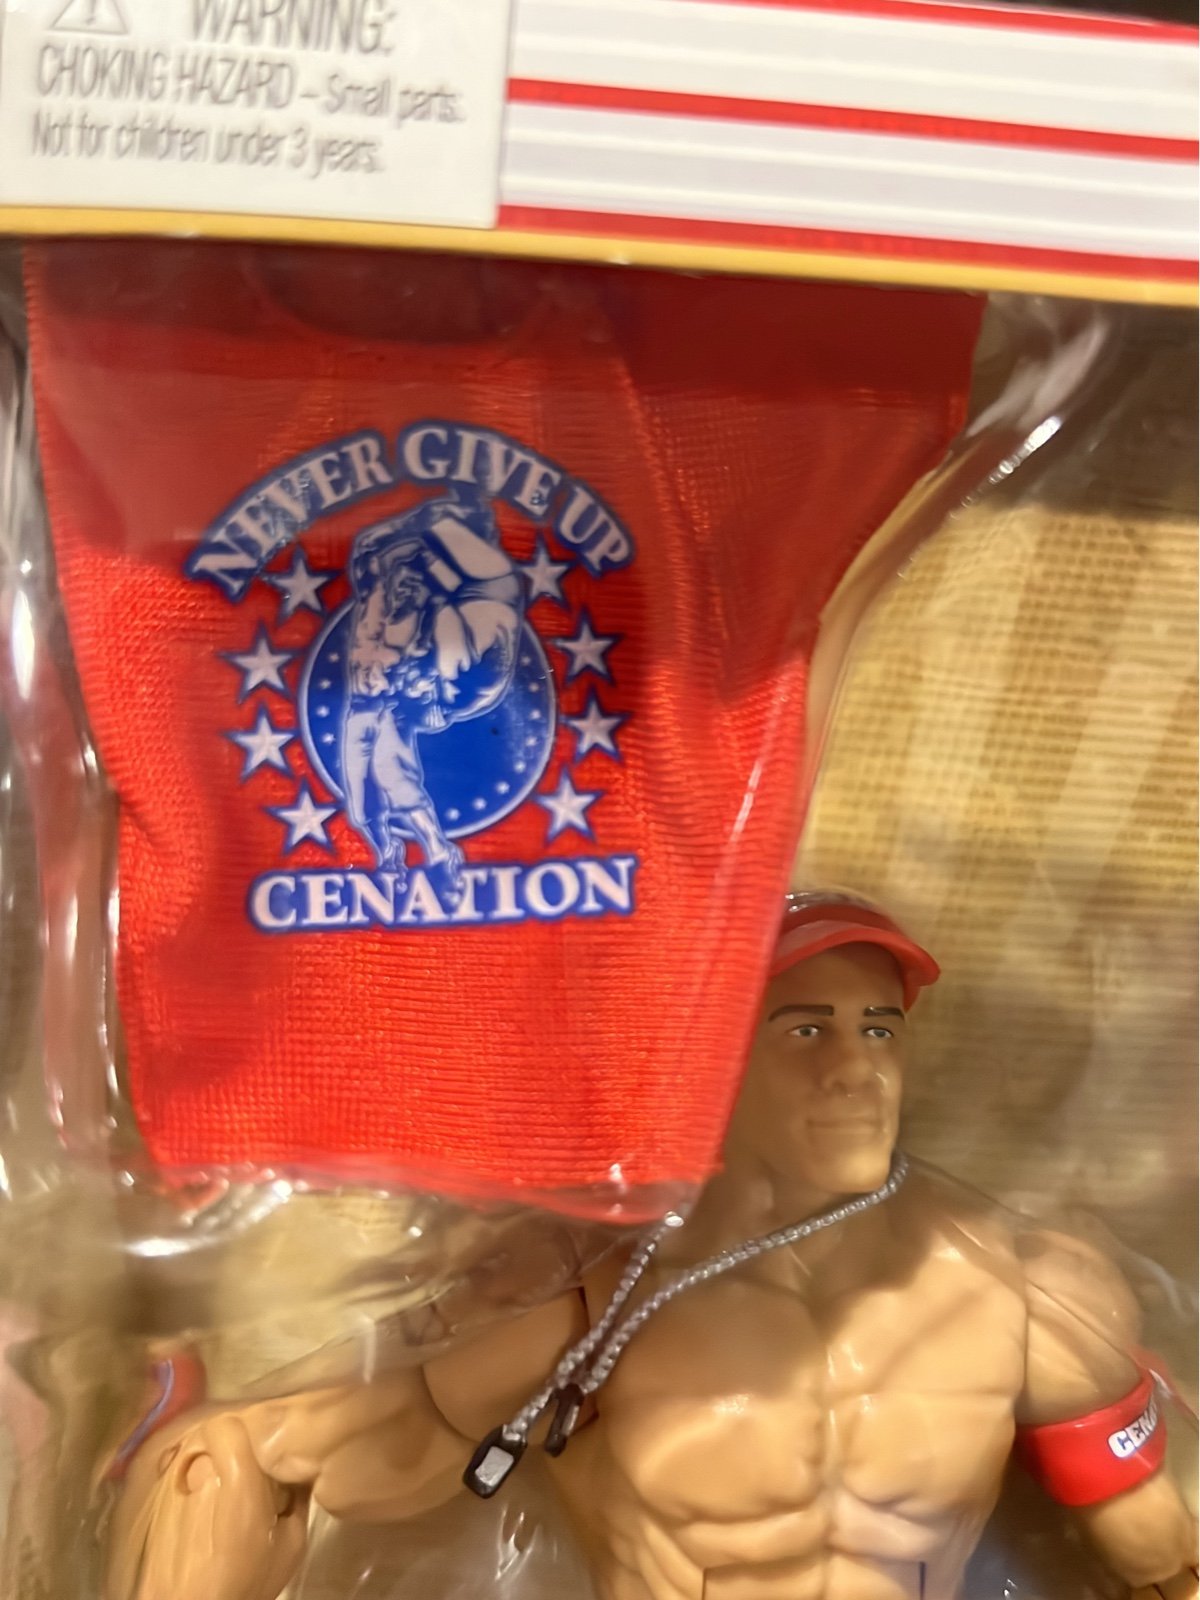 WARNING:
CHOKING HAZARD – Small parts.
Not for children under 3 years.
NEVER GIVE UP
CENATION